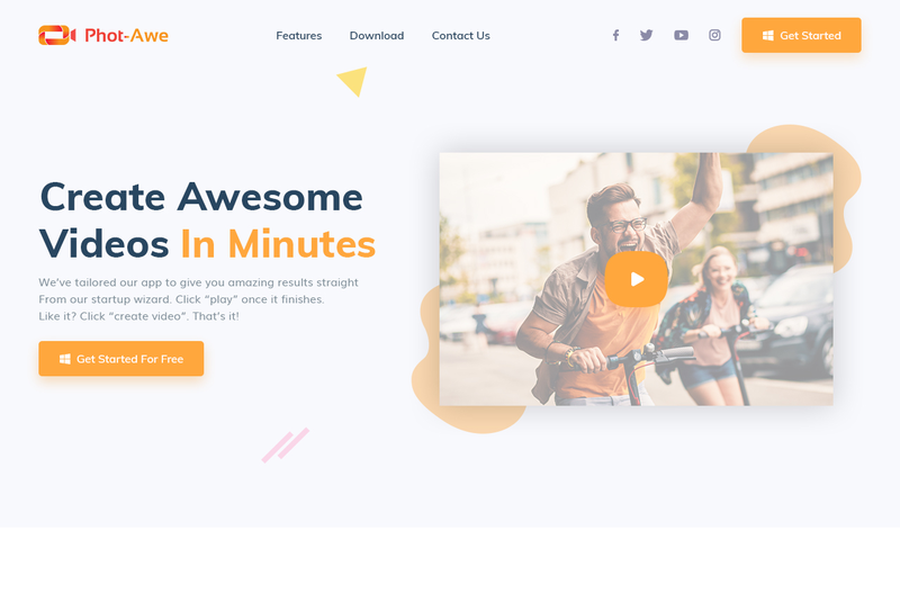 Phot-Awe
Features
Download
Contact Us
Get Started
Create Awesome
Videos In Minutes
We've tailored our app to give you amazing results straight
From our startup wizard. Click “play” once it finishes.
Like it? Click “create video”. That's it!
Get Started For Free